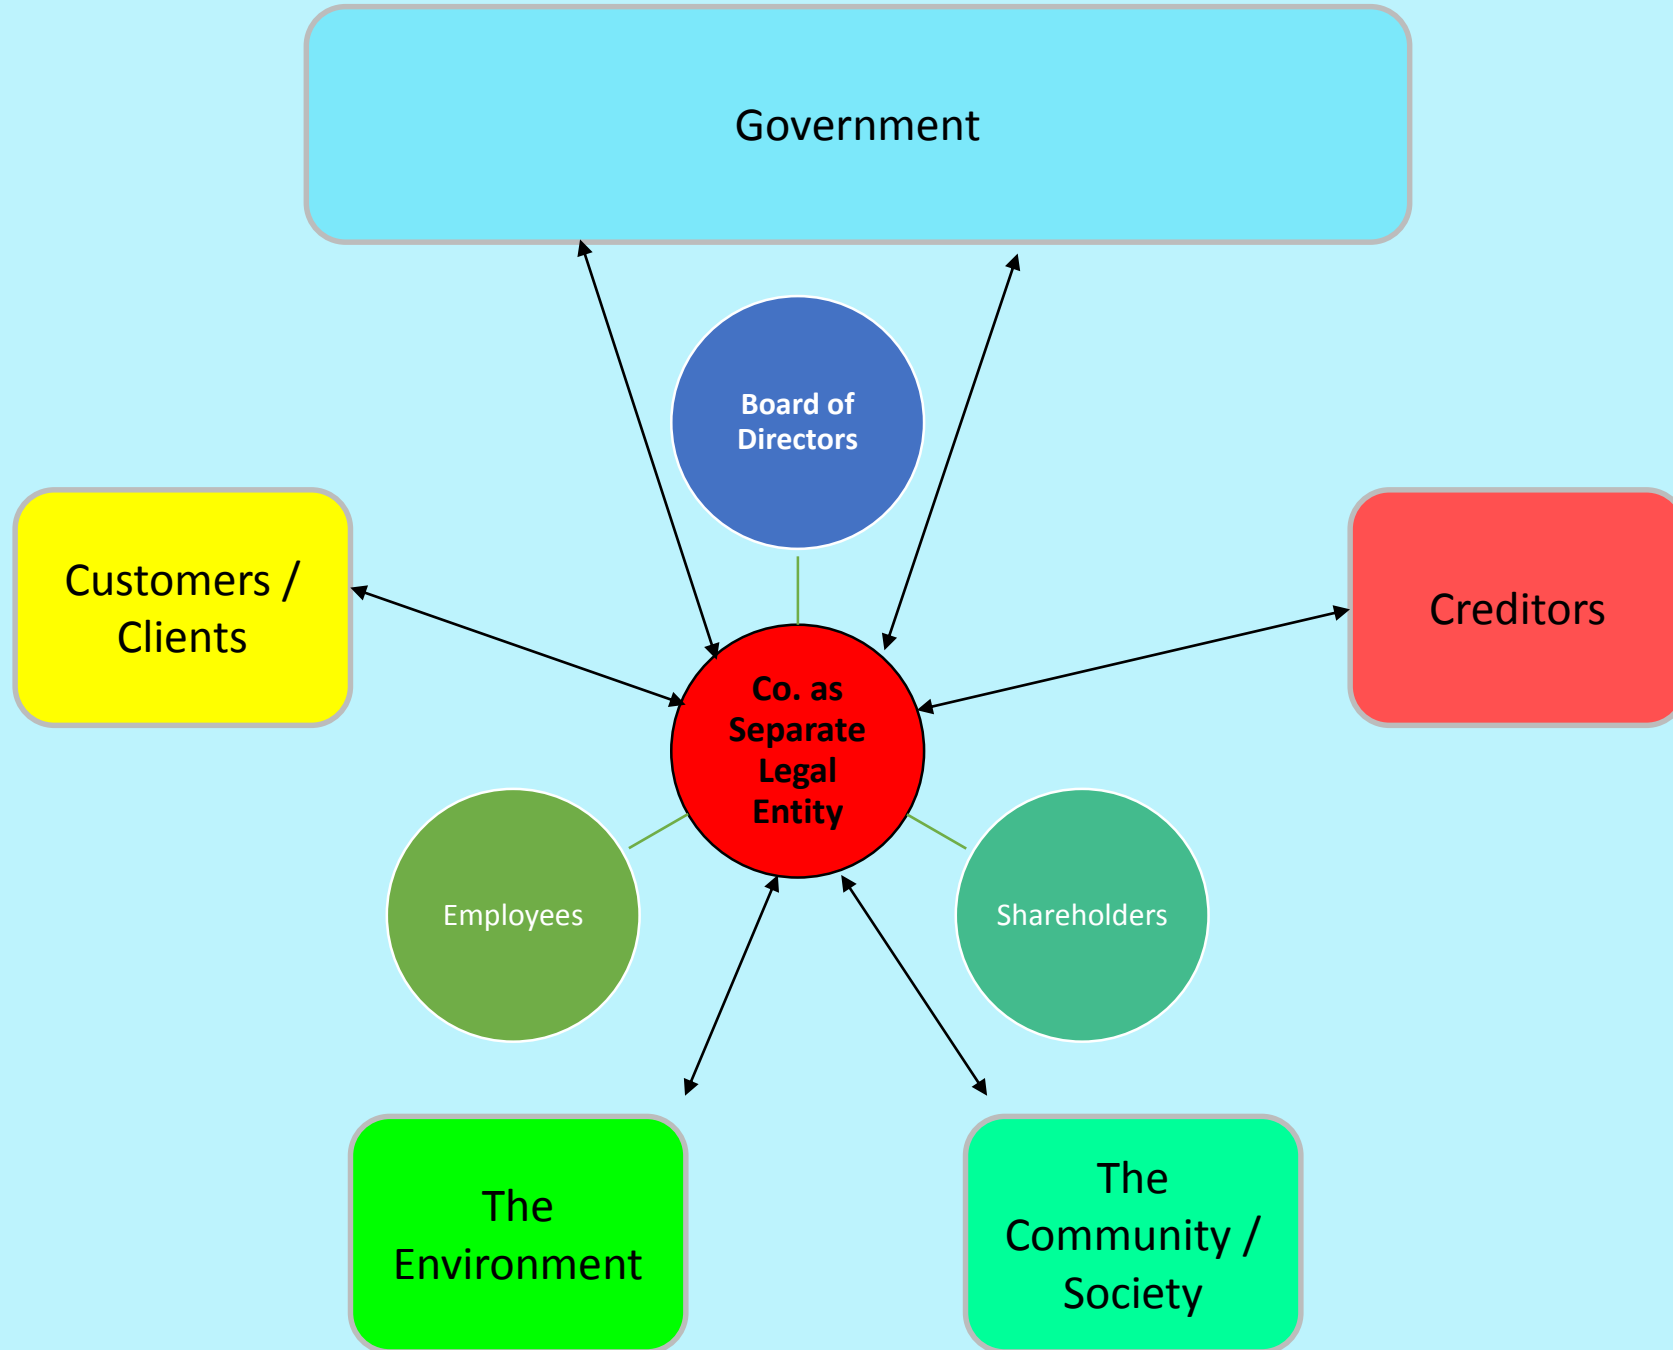 Government
Board of
Directors
Customers /
Clients
Creditors
Co. as
Separate
Legal
Entity
Employees
Shareholders
The
Environment
The
Community /
Society